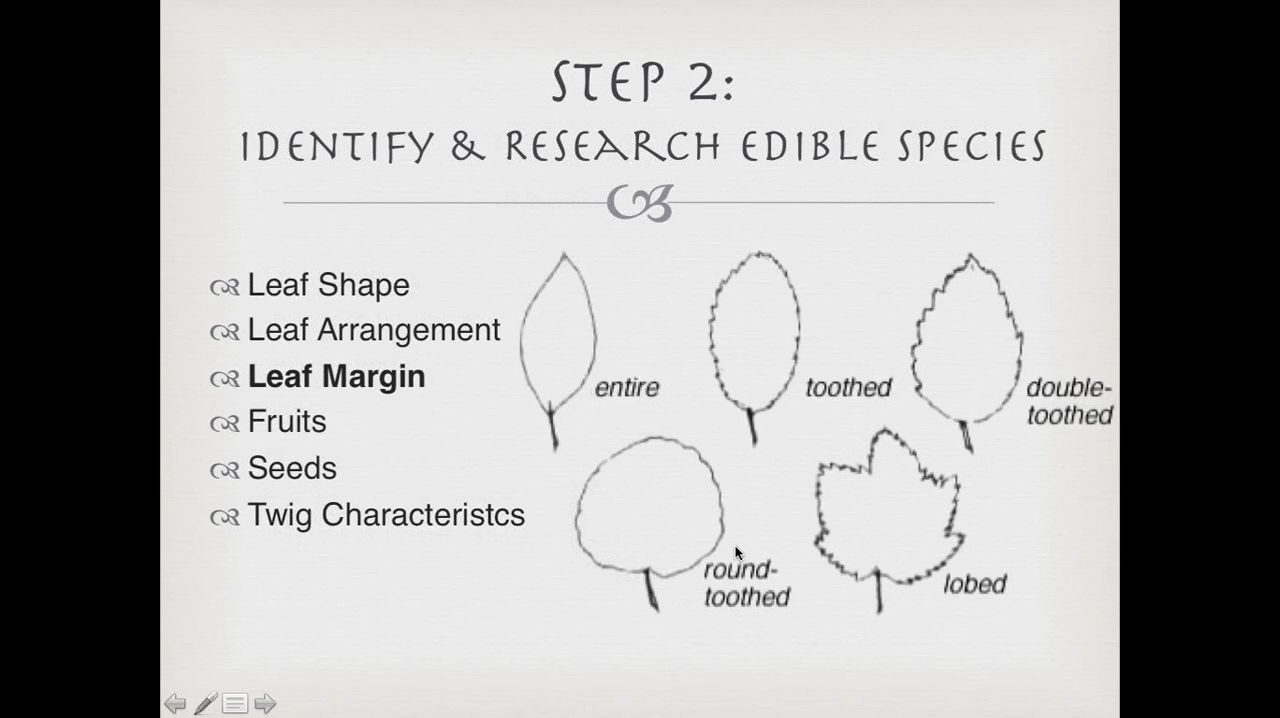 STEP 2:
IDENTIFY & RESEARCH EDIBLE SPECIES
Leaf Shape
Leaf Arrangement
Leaf Margin
Fruits
Seeds
Twig Characteristcs
entire
toothed
double-
toothed
round-
toothed
lobed